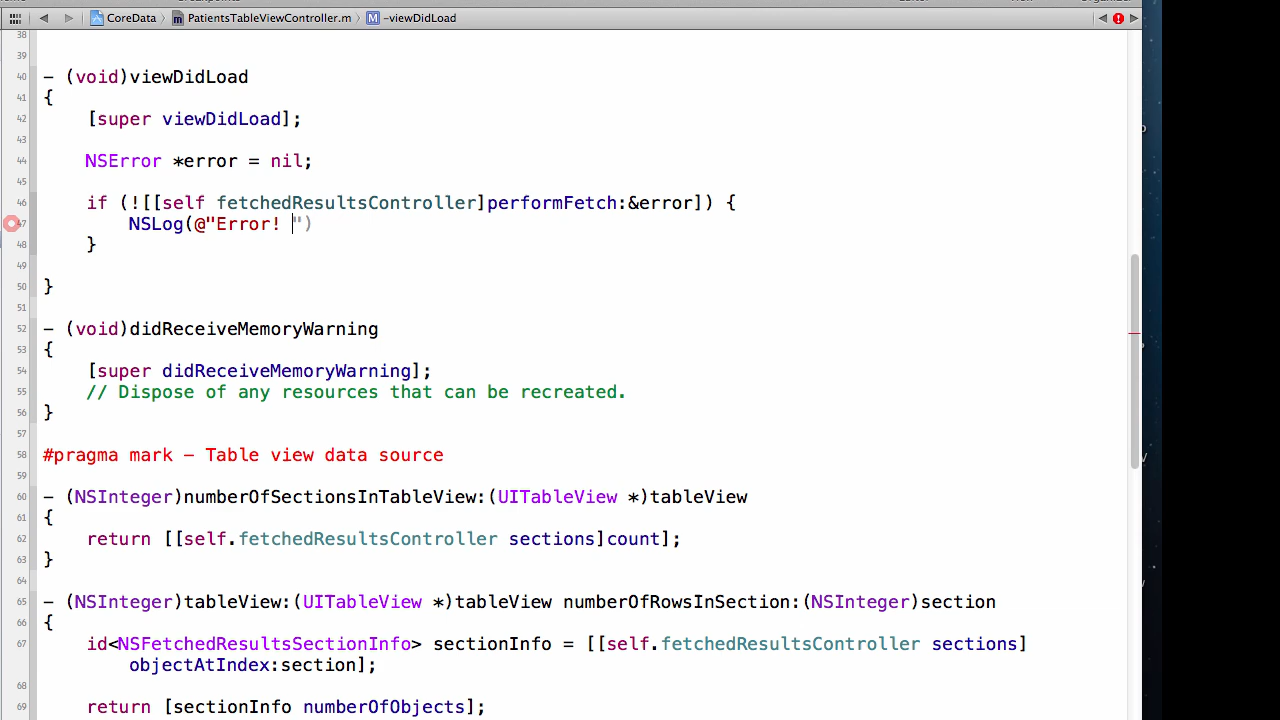 CoreData PatientsTableViewController.m M -viewDidLoad
38
39
40 - (void)viewDidLoad
41 {
42 [super viewDidLoad];
43
44 NSError *error = nil;
45
46 if (![[self fetchedResultsController]performFetch:&error]) {
47 NSLog(@"Error! ")
48 }
49
50 }
51
52 - (void)didReceiveMemoryWarning
53 {
54 [super didReceiveMemoryWarning];
55 // Dispose of any resources that can be recreated.
56 }
57
58 #pragma mark - Table view data source
59
60 - (NSInteger)numberOfSectionsInTableView:(UITableView *)tableView
61 {
62 return [[self.fetchedResultsController sections]count];
63 }
64
65 - (NSInteger)tableView:(UITableView *)tableView numberOfRowsInSection:(NSInteger)section
66 {
67 id<NSFetchedResultsSectionInfo> sectionInfo = [[self.fetchedResultsController sections]
objectAtIndex:section];
68
69 return [sectionInfo numberOfObjects];